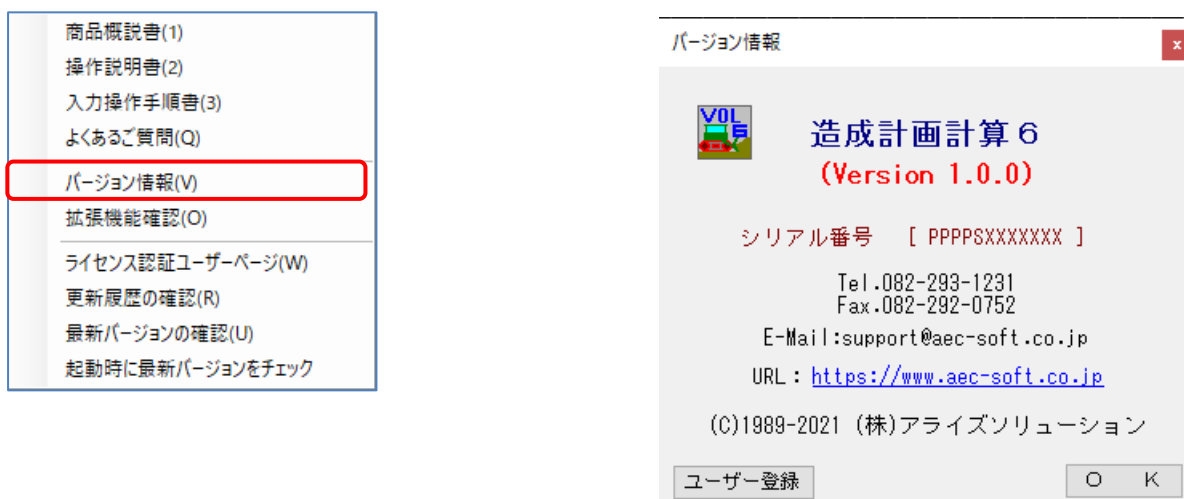 商品概説書(1)
操作説明書(2)
入力操作手順書(3)
よくあるご質問(Q)
バージョン情報(V)
拡張機能確認(O)
ライセンス認証ユーザーページ(W)
更新履歴の確認(R)
最新バージョンの確認(U)
起動時に最新バージョンをチェック
バージョン情報
x
VOL
6
造成計画計算６
(Version 1.0.0)
シリアル番号 [ PPPPSXXXXXXX ]
Tel.082-293-1231
Fax.082-292-0752
E-Mail:support@aec-soft.co.jp
URL : https://www.aec-soft.co.jp
(C)1989-2021 (株)アライズソリューション
ユーザー登録
Ｏ Ｋ